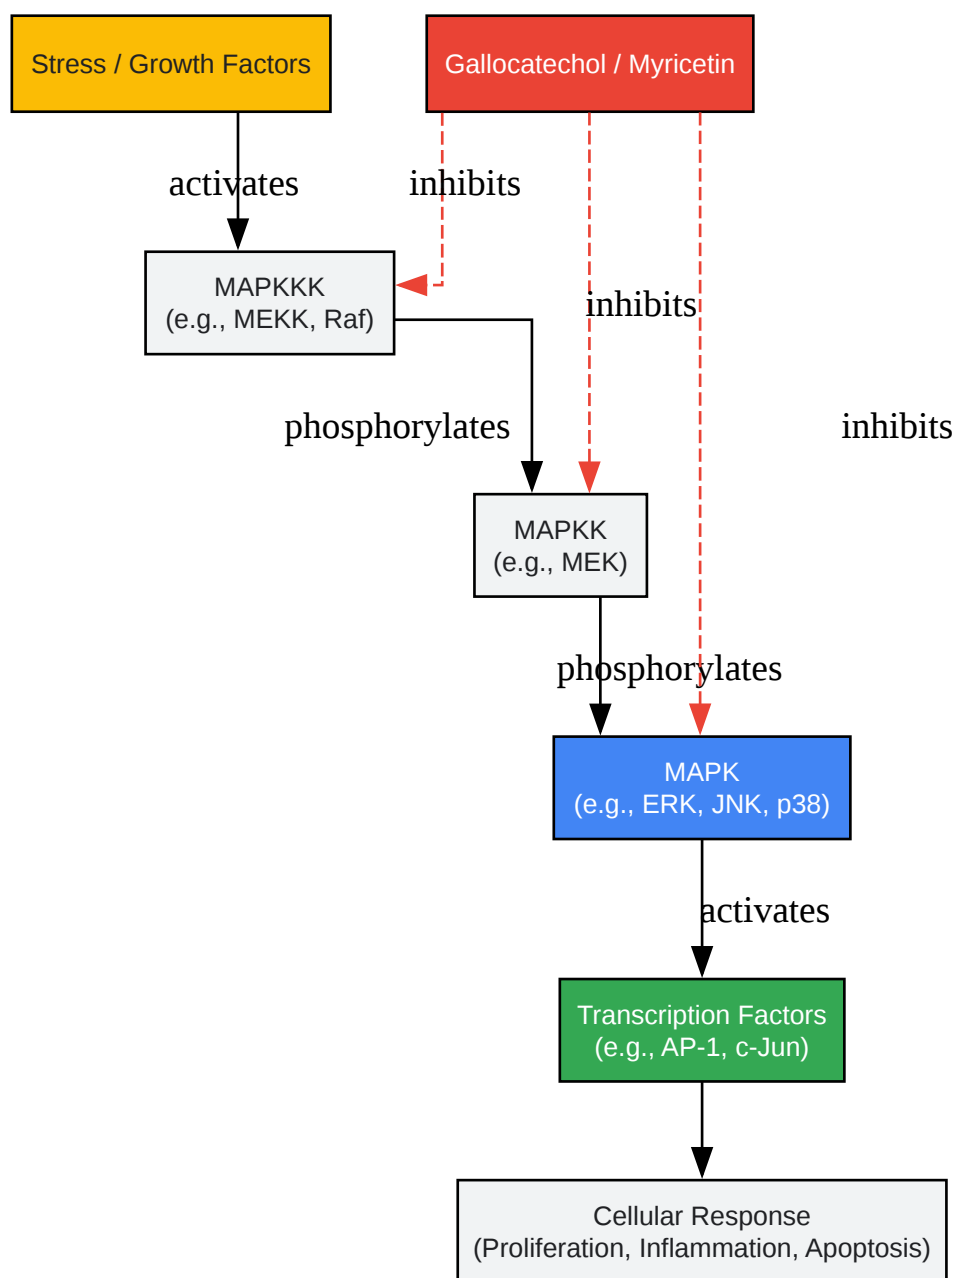 Stress / Growth Factors
Gallocatechol / Myricetin
activates
inhibits
MAPKKK
(e.g., MEKK, Raf)
inhibits
phosphorylates
inhibits
MAPKK
(e.g., MEK)
phosphorylates
MAPK
(e.g., ERK, JNK, p38)
activates
Transcription Factors
(e.g., AP-1, c-Jun)
Cellular Response
(Proliferation, Inflammation, Apoptosis)